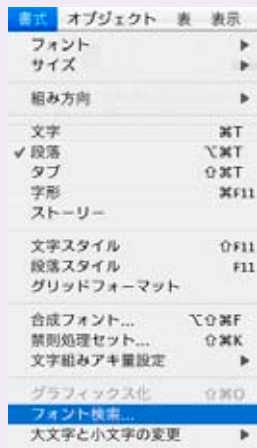 書式 オブジェクト 表 表示
フォント ▶
サイズ ▶
組み方向 ▶
文字 ⌘T
✓ 段落 ⌥⌘T
タブ ⇧⌘T
字形 ⌘F11
ストーリー
文字スタイル ⇧F11
段落スタイル F11
グリッドフォーマット
合成フォント... ⌥⇧⌘F
禁則処理セット... ⇧⌘K
文字組みアキ量設定 ▶
グラフィックス化 ⇧⌘O
フォント検索...
大文字と小文字の変更 ▶